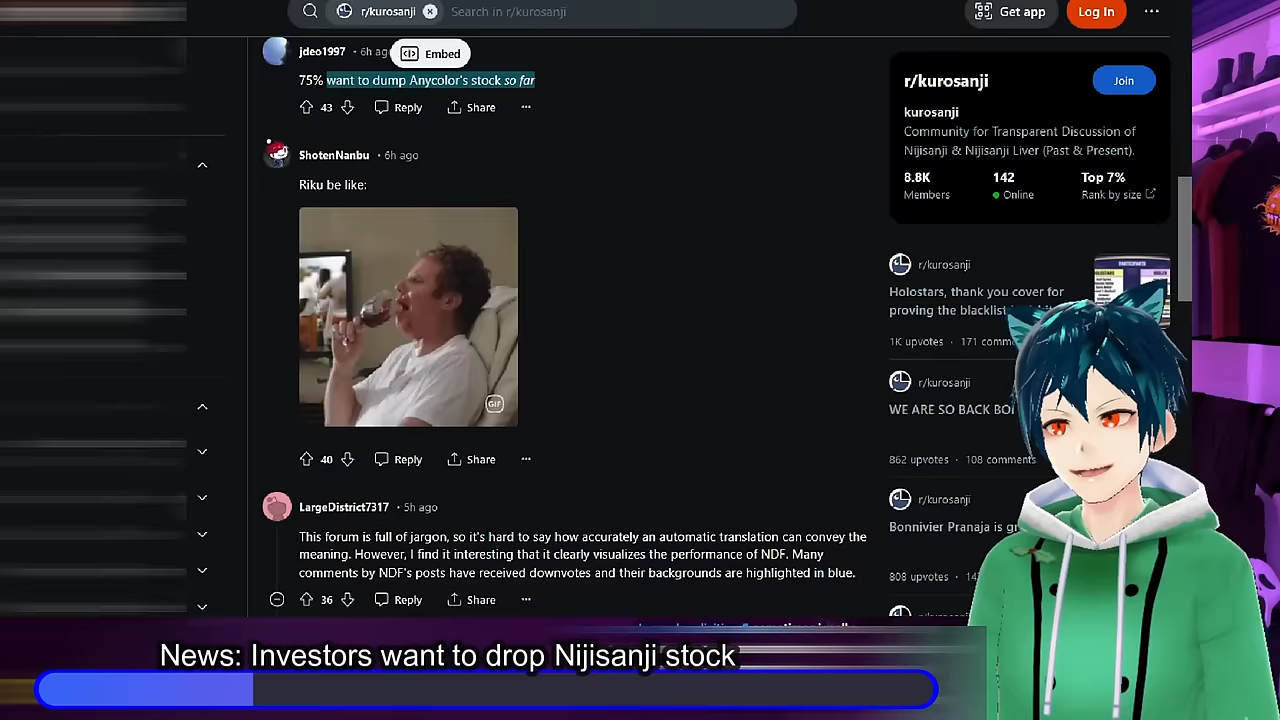 r/kurosanji
Search in r/kurosanji
Get app
Log In
jdeo1997 • 6h
Embed
75% want to dump Anycolor's stock so far
43
Reply
Share
ShotenNanbu • 6h ago
Riku be like:
GIF
40
Reply
Share
LargeDistrict7317 • 5h ago
This forum is full of jargon, so it's hard to say how accurately an automatic translation can convey the
meaning. However, I find it interesting that it clearly visualizes the performance of NDF. Many
comments by NDF's posts have received downvotes and their backgrounds are highlighted in blue.
36
Reply
Share
r/kurosanji
Join
kurosanji
Community for Transparent Discussion of
Nijisanji & Nijisanji Liver (Past & Present).
8.8K 142 Top 7%
Members Online Rank by size
r/kurosanji
Holostars, thank you cover for
proving the
1K upvotes • 171
r/kurosanji
WE ARE SO BACK
862 upvotes • 108 comments
r/kurosanji
Bonnivier Pranaja is
808 upvotes
News: Investors want to drop Nijisanji stock